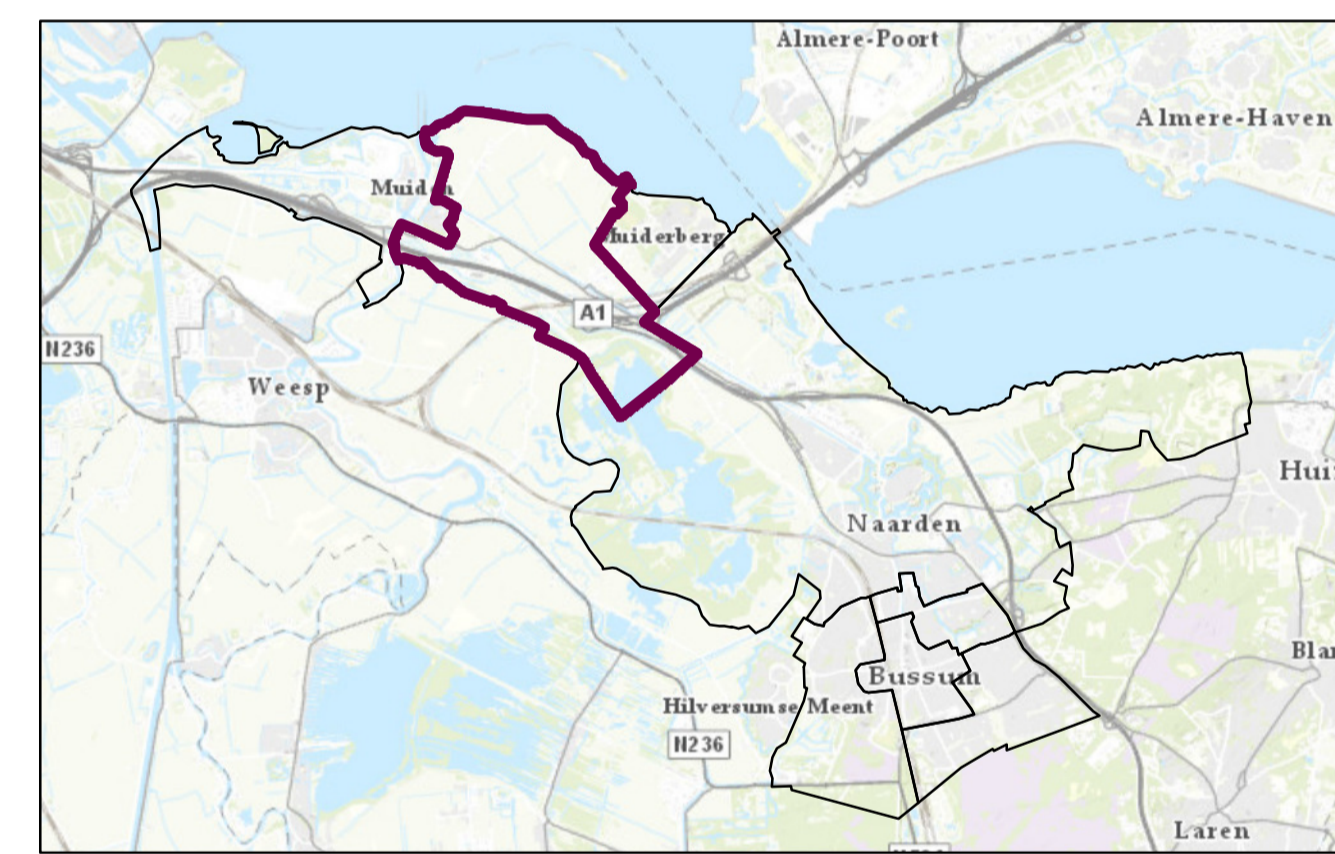 Almere-Poort
Almere-Haven
Muiden
Muiderberg
A1
N236
Weesp
Naarden
Bussum
Hilversumse Meent
N236
Laren